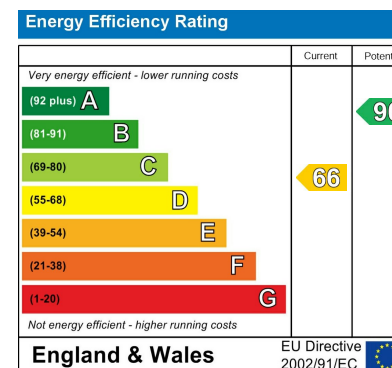 Energy Efficiency Rating
Current Potent
Very energy efficient - lower running costs
(92 plus) A
(81-91) B
(69-80) C
(55-68) D
(39-54) E
(21-38) F
(1-20) G
66
Not energy efficient - higher running costs
England & Wales
EU Directive
2002/91/EC